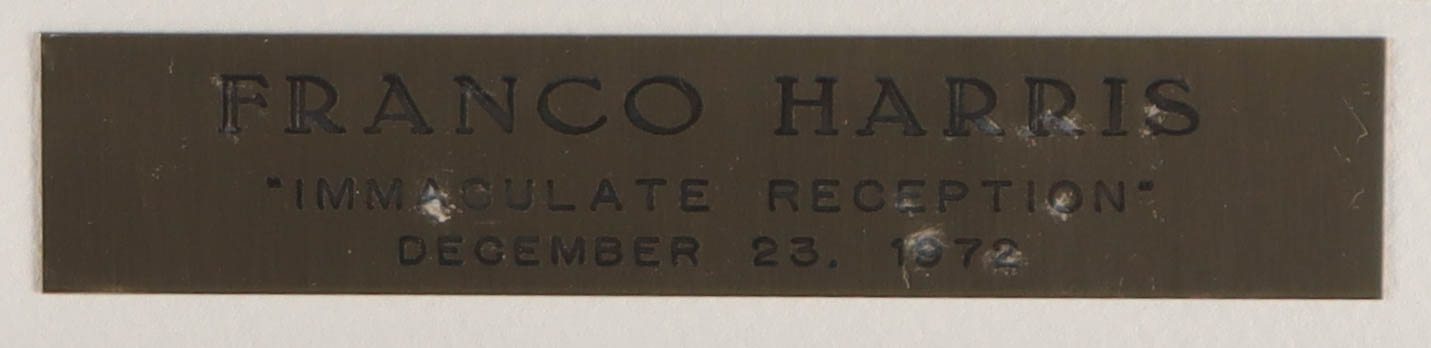 FRANCO HARRIS
"IMMACULATE RECEPTION"
DECEMBER 23, 1972